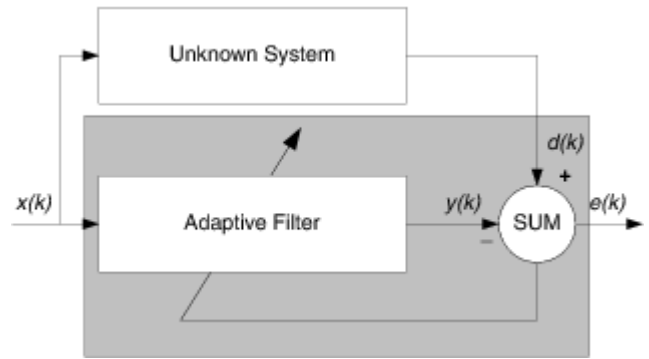 Unknown System
d(k)
+
x(k)
Adaptive Filter
y(k)
SUM
e(k)
–